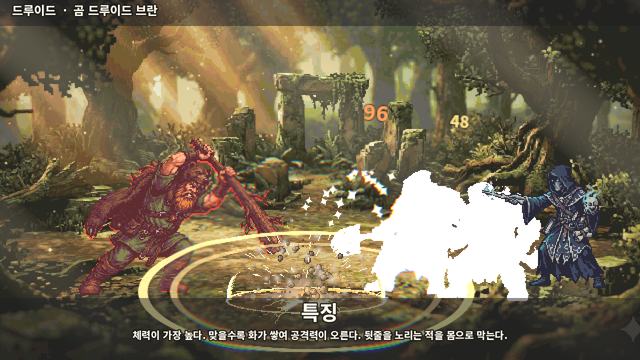 드루이드 · 곰 드루이드 브란
96
48
특징
체력이 가장 높다. 맞을수록 화가 쌓여 공격력이 오른다. 뒷줄을 노리는 적을 몸으로 막는다.